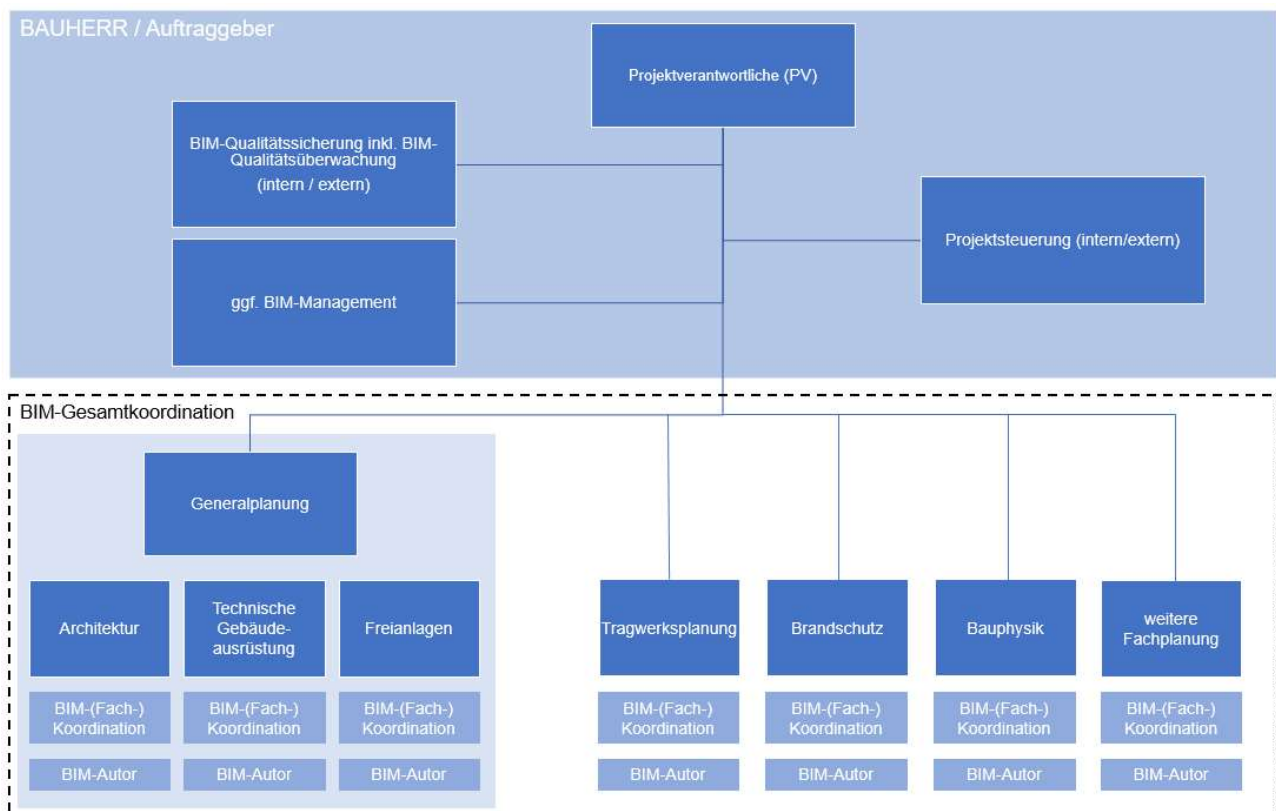 BAUHERR / Auftraggeber
Projektverantwortliche (PV)
BIM-Qualitätssicherung inkl. BIM-
Qualitätsüberwachung
(intern / extern)
Projektsteuerung (intern/extern)
ggf. BIM-Management
BIM-Gesamtkoordination
Generalplanung
Architektur
Technische
Gebäude-
ausrüstung
Freianlagen
Tragwerksplanung
Brandschutz
Bauphysik
weitere
Fachplanung
BIM-(Fach-)
Koordination
BIM-(Fach-)
Koordination
BIM-(Fach-)
Koordination
BIM-(Fach-)
Koordination
BIM-(Fach-)
Koordination
BIM-(Fach-)
Koordination
BIM-(Fach-)
Koordination
BIM-Autor
BIM-Autor
BIM-Autor
BIM-Autor
BIM-Autor
BIM-Autor
BIM-Autor